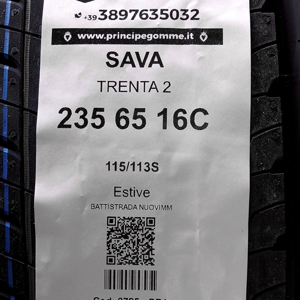 +39 3897635032
www.principegomme.it
SAVA
TRENTA 2
235 65 16C
115/113S
Estive
BATTISTRADA NUOVIMM